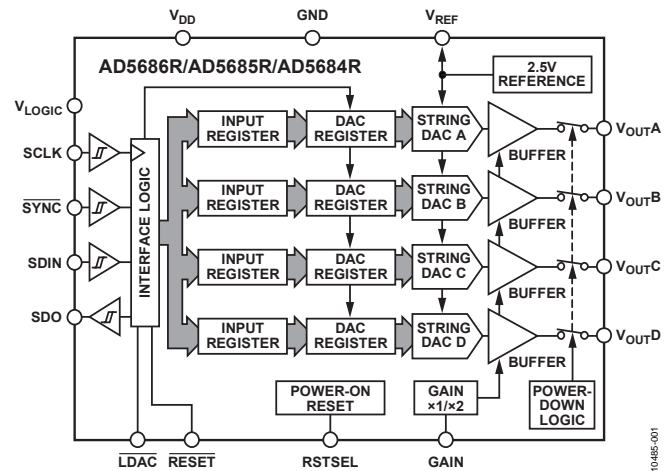 VDD
GND
VREF
AD5686R/AD5685R/AD5684R
2.5V
REFERENCE
VLOGIC
SCLK
SYNC
SDIN
SDO
INTERFACE LOGIC
INPUT
REGISTER
DAC
REGISTER
STRING
DAC A
BUFFER
VOUTA
INPUT
REGISTER
DAC
REGISTER
STRING
DAC B
BUFFER
VOUTB
INPUT
REGISTER
DAC
REGISTER
STRING
DAC C
BUFFER
VOUTC
INPUT
REGISTER
DAC
REGISTER
STRING
DAC D
BUFFER
VOUTD
POWER-ON
RESET
GAIN
×1/×2
POWER-
DOWN
LOGIC
LDAC
RESET
RSTSEL
GAIN
10485-001